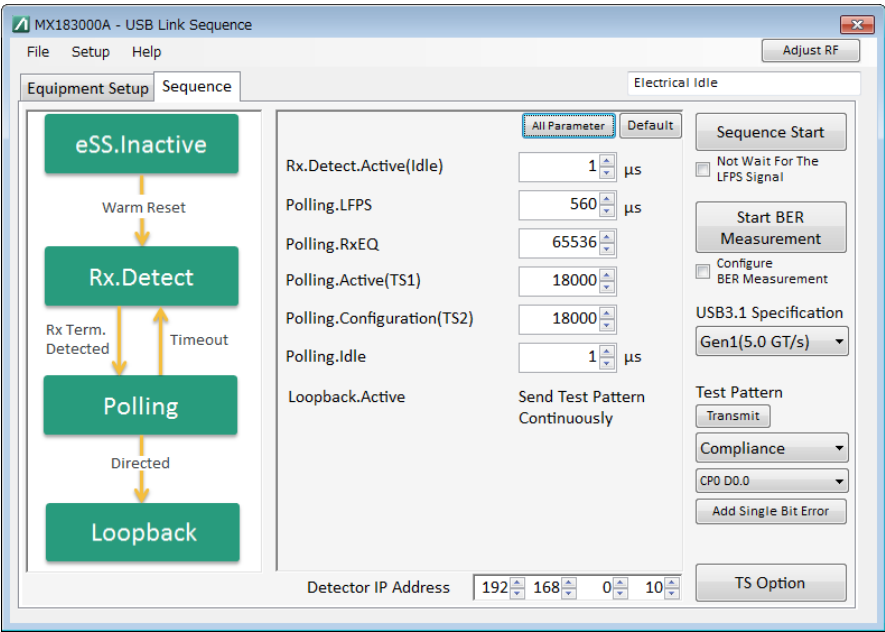 MX183000A - USB Link Sequence
File Setup Help
Adjust RF
Equipment Setup Sequence
Electrical Idle
eSS.Inactive
Warm Reset
Rx.Detect
Rx Term.
Detected
Timeout
Polling
Directed
Loopback
All Parameter Default
Rx.Detect.Active(Idle) 1 µs
Polling.LFPS 560 µs
Polling.RxEQ 65536
Polling.Active(TS1) 18000
Polling.Configuration(TS2) 18000
Polling.Idle 1 µs
Loopback.Active Send Test Pattern
Continuously
Detector IP Address 192 168 0 10
Sequence Start
Not Wait For The
LFPS Signal
Start BER
Measurement
Configure
BER Measurement
USB3.1 Specification
Gen1(5.0 GT/s)
Test Pattern
Transmit
Compliance
CP0 D0.0
Add Single Bit Error
TS Option